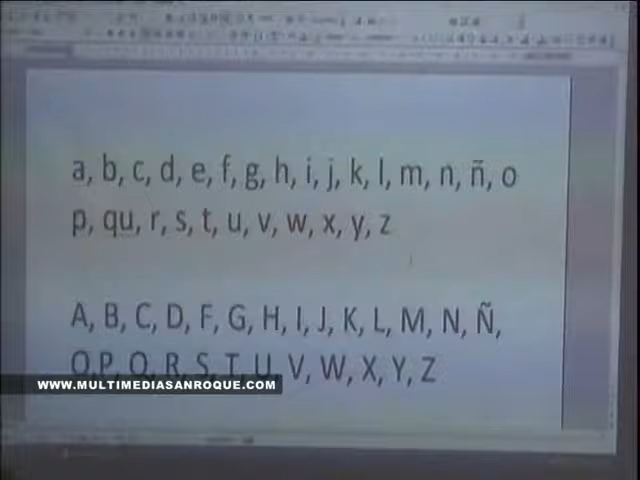 a, b, c, d, e, f, g, h, i, j, k, l, m, n, ñ, o
p, qu, r, s, t, u, v, w, x, y, z
A, B, C, D, F, G, H, I, J, K, L, M, N, Ñ,
O,P, Q, R, S, T, U, V, W, X, Y, Z
WWW.MULTIMEDIASANROQUE.COM